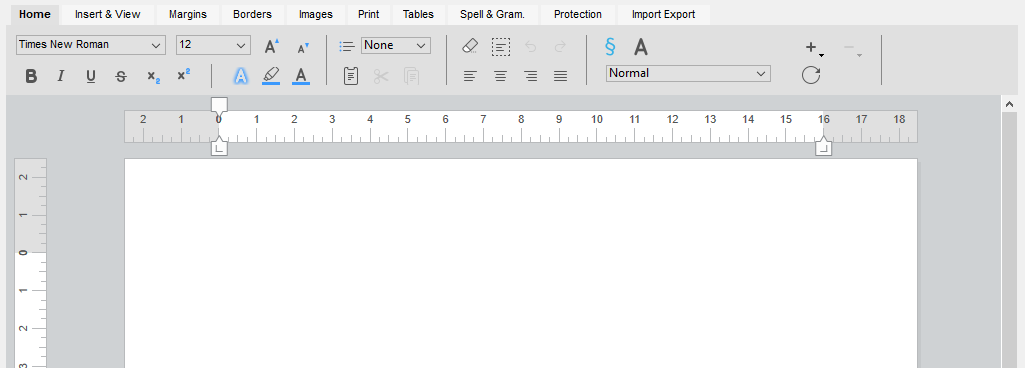 Home Insert & View Margins Borders Images Print Tables Spell & Gram. Protection Import Export
Times New Roman 12 A A None § A
B I U S x2 x2 A A Normal
2 1 0 1 2 3 4 5 6 7 8 9 10 11 12 13 14 15 16 17 18
2
1
0
1
2
3